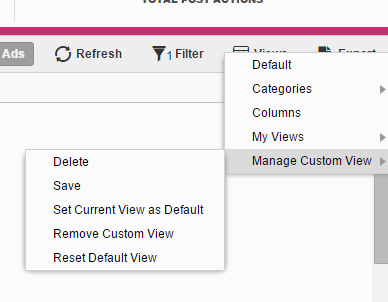 TOTAL POST ACTIONS
Ads Refresh 1 Filter Views Export
Default
Categories
Columns
My Views
Manage Custom View
Delete
Save
Set Current View as Default
Remove Custom View
Reset Default View